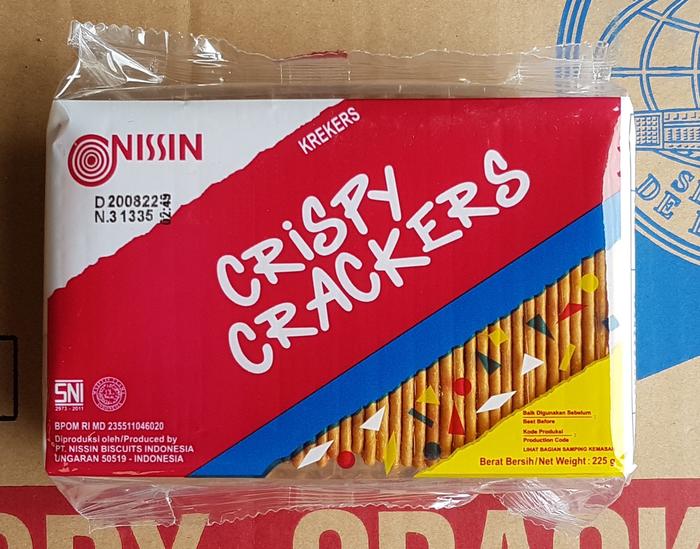 NISSIN
KREKERS
D 200822
N.3 1335
02:49
CRiSPY
CRACKERS
SNI
2973 - 2011
BPOM RI MD 235511046020
Diproduksi oleh/Produced by
PT. NISSIN BISCUITS INDONESIA
UNGARAN 50519 - INDONESIA
Baik Digunakan Sebelum :
Best Before
Kode Produksi :
Production Code
LIHAT BAGIAN SAMPING KEMASAN
Berat Bersih/Net Weight : 225 g